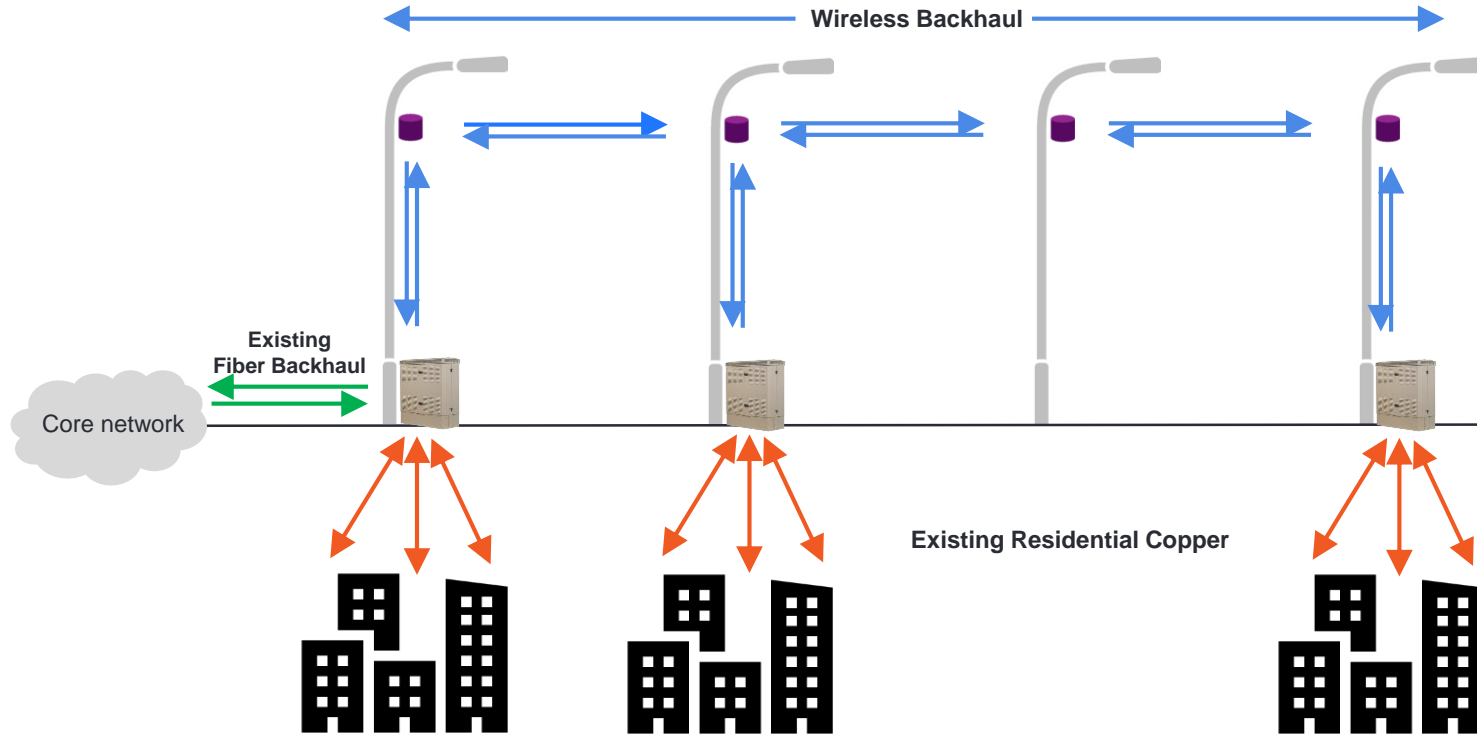 Wireless Backhaul
Existing
Fiber Backhaul
Core network
Existing Residential Copper